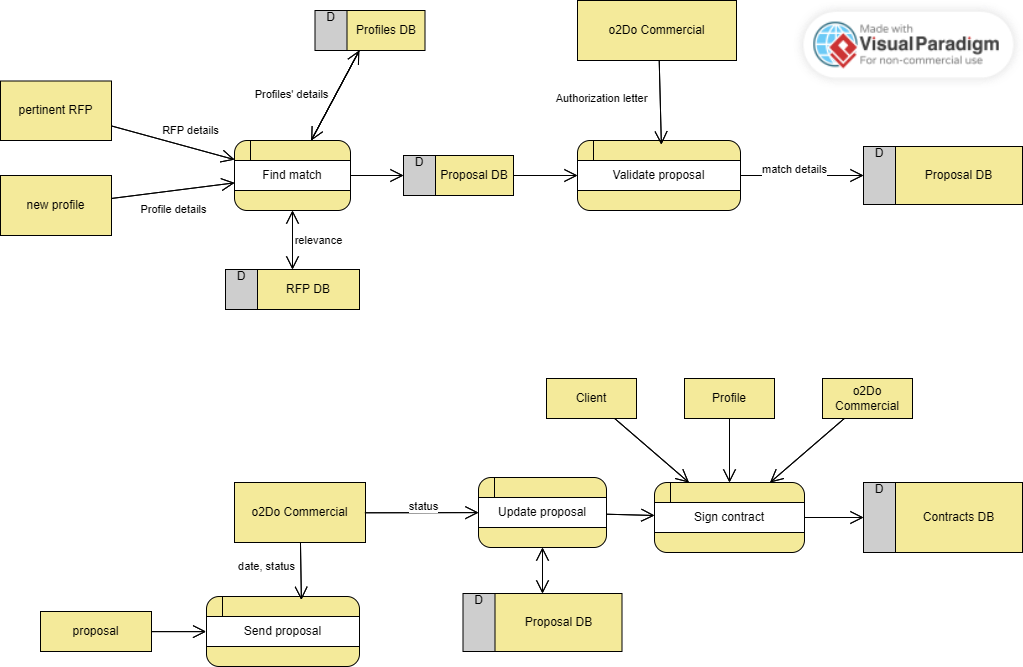 D
Profiles DB
o2Do Commercial
Made with
Visual Paradigm
For non-commercial use
pertinent RFP
Profiles' details
Authorization letter
RFP details
Find match
D
Proposal DB
Validate proposal
match details
D
Proposal DB
new profile
Profile details
relevance
D
RFP DB
Client
Profile
o2Do
Commercial
o2Do Commercial
status
Update proposal
Sign contract
D
Contracts DB
date, status
proposal
Send proposal
D
Proposal DB